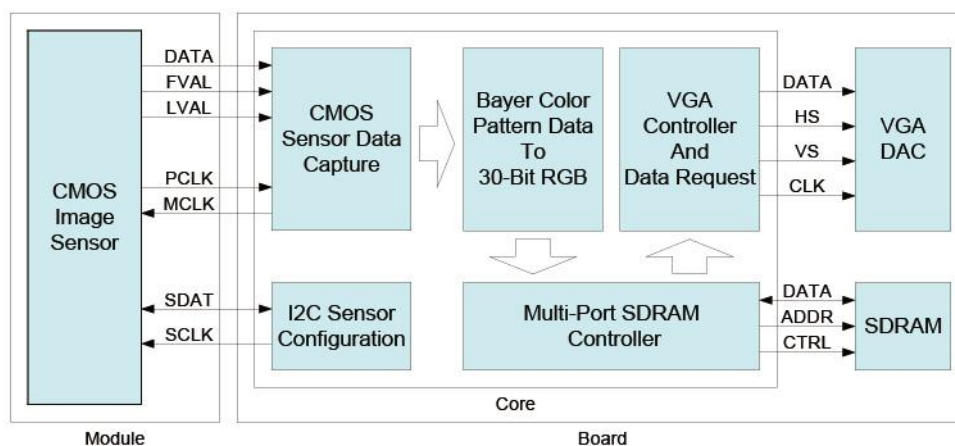 CMOS
Image
Sensor
DATA
FVAL
LVAL
PCLK
MCLK
SDAT
SCLK
CMOS
Sensor Data
Capture
I2C Sensor
Configuration
Bayer Color
Pattern Data
To
30-Bit RGB
VGA
Controller
And
Data Request
Multi-Port SDRAM
Controller
DATA
HS
VS
CLK
VGA
DAC
DATA
ADDR
CTRL
SDRAM
Core
Module
Board